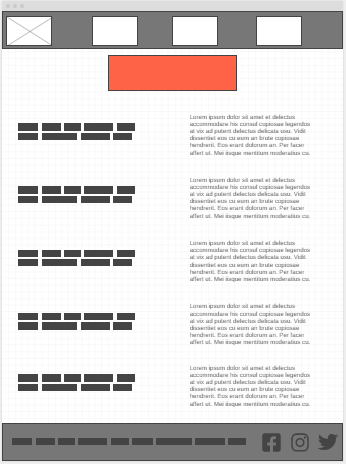 Lorem ipsum dolor sit amet ei delectus
accommodare his consul copiosae legendos
at vix ad putent delectus delicata usu. Vidit
dissentiet eos cu eum an brute copiosae
hendrerit. Eos erant dolorum an. Per facer
affert ut. Mei iisque mentitum moderatius cu.
Lorem ipsum dolor sit amet ei delectus
accommodare his consul copiosae legendos
at vix ad putent delectus delicata usu. Vidit
dissentiet eos cu eum an brute copiosae
hendrerit. Eos erant dolorum an. Per facer
affert ut. Mei iisque mentitum moderatius cu.
Lorem ipsum dolor sit amet ei delectus
accommodare his consul copiosae legendos
at vix ad putent delectus delicata usu. Vidit
dissentiet eos cu eum an brute copiosae
hendrerit. Eos erant dolorum an. Per facer
affert ut. Mei iisque mentitum moderatius cu.
Lorem ipsum dolor sit amet ei delectus
accommodare his consul copiosae legendos
at vix ad putent delectus delicata usu. Vidit
dissentiet eos cu eum an brute copiosae
hendrerit. Eos erant dolorum an. Per facer
affert ut. Mei iisque mentitum moderatius cu.
Lorem ipsum dolor sit amet ei delectus
accommodare his consul copiosae legendos
at vix ad putent delectus delicata usu. Vidit
dissentiet eos cu eum an brute copiosae
hendrerit. Eos erant dolorum an. Per facer
affert ut. Mei iisque mentitum moderatius cu.